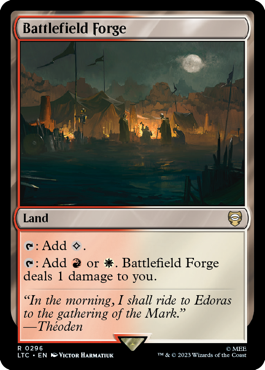 Battlefield Forge
Land
: Add .
: Add or . Battlefield Forge
deals 1 damage to you.
"In the morning, I shall ride to Edoras
to the gathering of the Mark."
—Théoden
R 0296
LTC • EN Victor Harmatiuk
© MEE
™ & © 2023 Wizards of the Coast